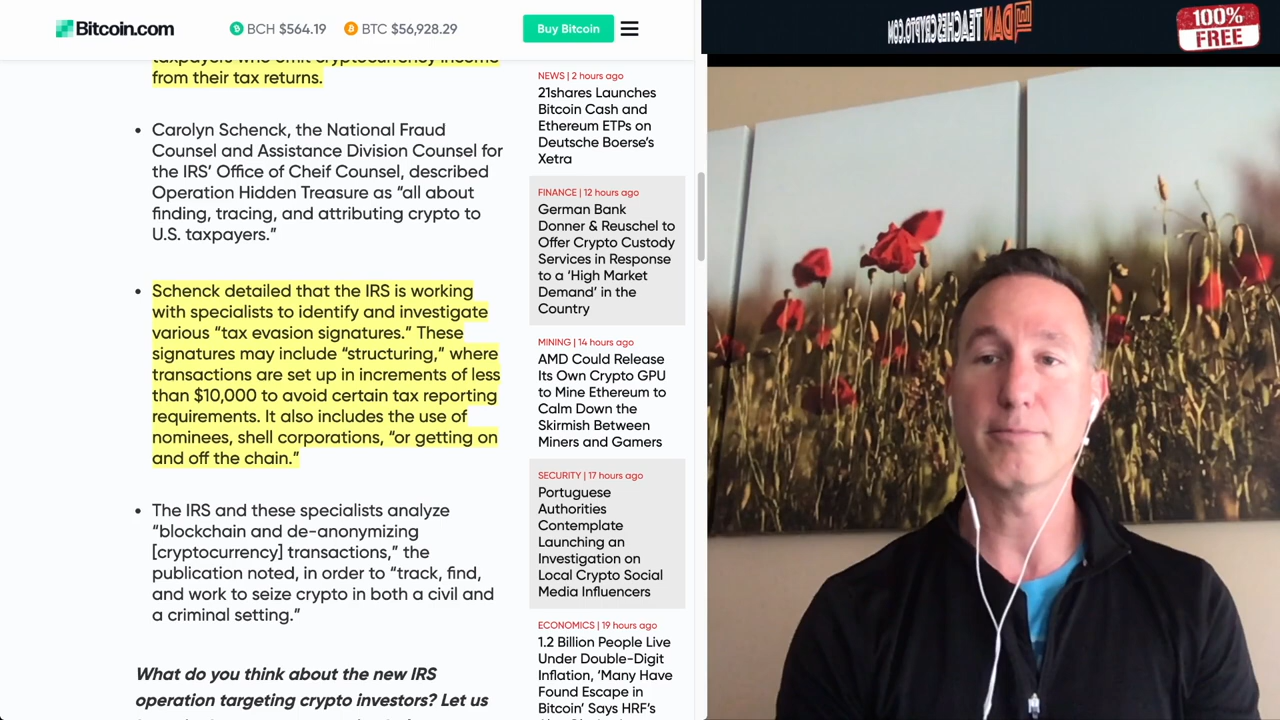 Bitcoin.com
BCH $564.19
BTC $56,928.29
Buy Bitcoin
taxpayers who omit cryptocurrency income
from their tax returns.
• Carolyn Schenck, the National Fraud
Counsel and Assistance Division Counsel for
the IRS’ Office of Cheif Counsel, described
Operation Hidden Treasure as “all about
finding, tracing, and attributing crypto to
U.S. taxpayers.”
• Schenck detailed that the IRS is working
with specialists to identify and investigate
various “tax evasion signatures.” These
signatures may include “structuring,” where
transactions are set up in increments of less
than $10,000 to avoid certain tax reporting
requirements. It also includes the use of
nominees, shell corporations, “or getting on
and off the chain.”
• The IRS and these specialists analyze
“blockchain and de-anonymizing
[cryptocurrency] transactions,” the
publication noted, in order to “track, find,
and work to seize crypto in both a civil and
a criminal setting.”
What do you think about the new IRS
operation targeting crypto investors? Let us
NEWS | 2 hours ago
21shares Launches
Bitcoin Cash and
Ethereum ETPs on
Deutsche Boerse’s
Xetra
FINANCE | 12 hours ago
German Bank
Donner & Reuschel to
Offer Crypto Custody
Services in Response
to a ‘High Market
Demand’ in the
Country
MINING | 14 hours ago
AMD Could Release
Its Own Crypto GPU
to Mine Ethereum to
Calm Down the
Skirmish Between
Miners and Gamers
SECURITY | 17 hours ago
Portuguese
Authorities
Contemplate
Launching an
Investigation on
Local Crypto Social
Media Influencers
ECONOMICS | 19 hours ago
1.2 Billion People Live
Under Double-Digit
Inflation, ‘Many Have
Found Escape in
Bitcoin’ Says HRF’s
DANTEACHESCRYPTO.COM
100%
FREE